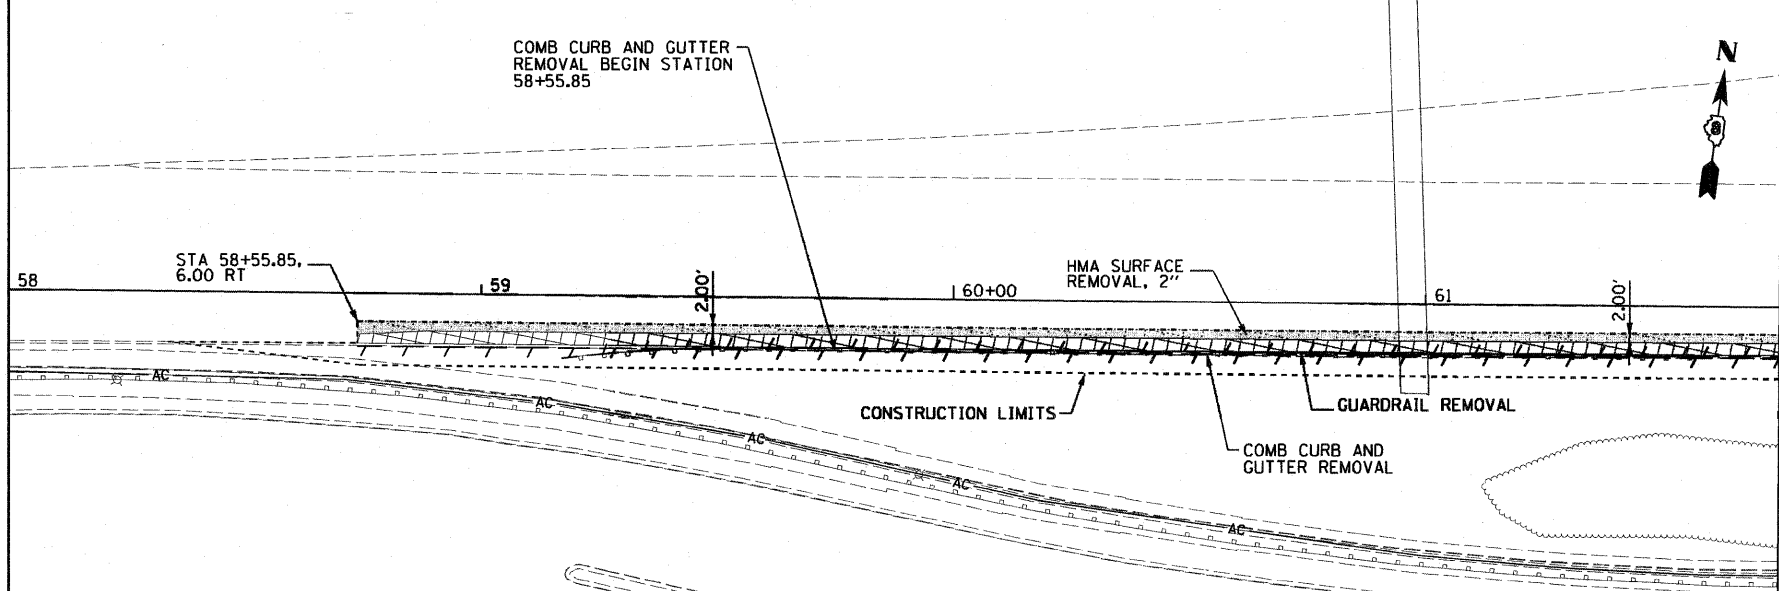 COMB CURB AND GUTTER
REMOVAL BEGIN STATION
58+55.85
N
STA 58+55.85,
6.00 RT
HMA SURFACE
REMOVAL, 2"
58
59
2.00'
60+00
61
2.00'
AC
AC
AC
AC
AC
CONSTRUCTION LIMITS
GUARDRAIL REMOVAL
COMB CURB AND
GUTTER REMOVAL